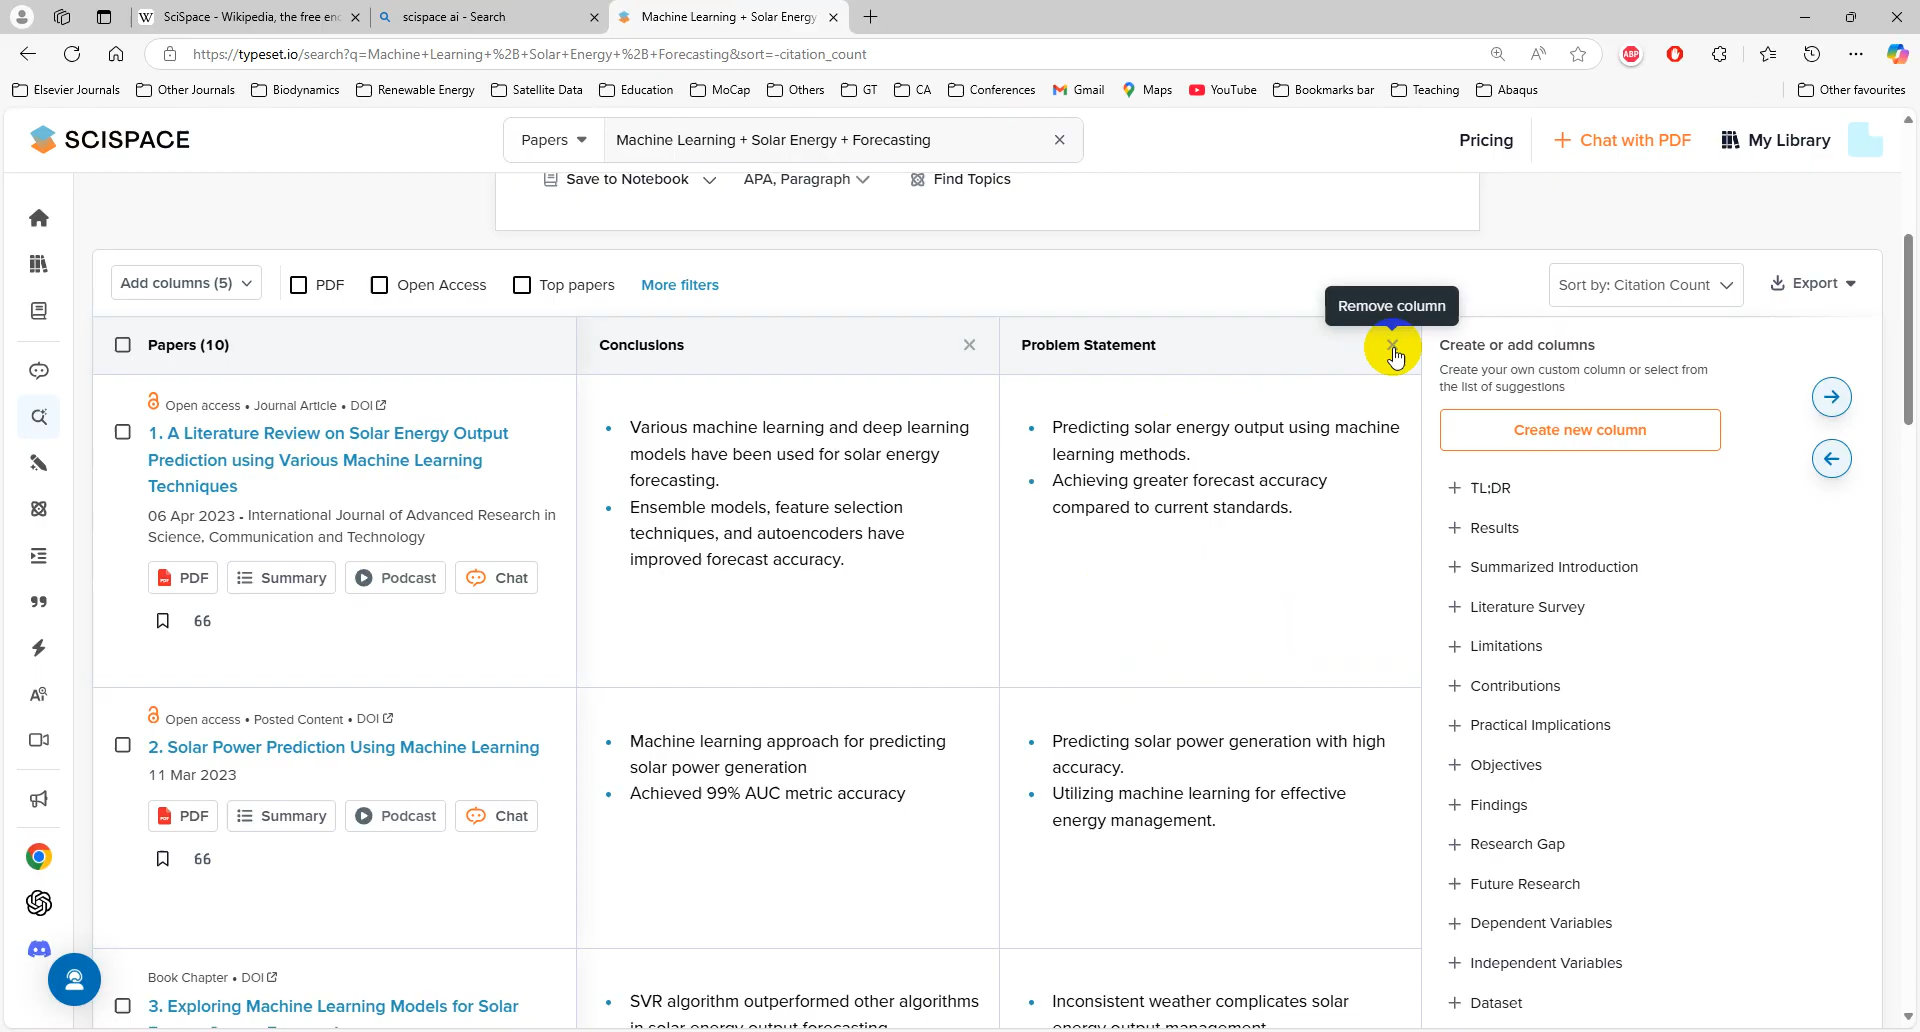 SciSpace - Wikipedia, the free enc
scispace ai - Search
Machine Learning + Solar Energy
https://typeset.io/search?q=Machine+Learning+%2B+Solar+Energy+%2B+Forecasting&sort=-citation_count
ABP
Elsevier Journals
Other Journals
Biodynamics
Renewable Energy
Satellite Data
Education
MoCap
Others
GT
CA
Conferences
Gmail
Maps
YouTube
Bookmarks bar
Teaching
Abaqus
Other favourites
SCISPACE
Papers
Machine Learning + Solar Energy + Forecasting
Pricing
Chat with PDF
My Library
Save to Notebook
APA, Paragraph
Find Topics
Add columns (5)
PDF
Open Access
Top papers
More filters
Sort by: Citation Count
Export
Remove column
Papers (10)
Conclusions
Problem Statement
Create or add columns
Create your own custom column or select from
the list of suggestions
Create new column
Open access • Journal Article • DOI
1. A Literature Review on Solar Energy Output
Prediction using Various Machine Learning
Techniques
06 Apr 2023 - International Journal of Advanced Research in
Science, Communication and Technology
PDF
Summary
Podcast
Chat
66
• Various machine learning and deep learning
models have been used for solar energy
forecasting.
• Ensemble models, feature selection
techniques, and autoencoders have
improved forecast accuracy.
• Predicting solar energy output using machine
learning methods.
• Achieving greater forecast accuracy
compared to current standards.
+ TL;DR
+ Results
+ Summarized Introduction
+ Literature Survey
+ Limitations
+ Contributions
+ Practical Implications
+ Objectives
+ Findings
+ Research Gap
+ Future Research
+ Dependent Variables
+ Independent Variables
+ Dataset
Open access • Posted Content • DOI
2. Solar Power Prediction Using Machine Learning
11 Mar 2023
PDF
Summary
Podcast
Chat
66
• Machine learning approach for predicting
solar power generation
• Achieved 99% AUC metric accuracy
• Predicting solar power generation with high
accuracy.
• Utilizing machine learning for effective
energy management.
Book Chapter • DOI
3. Exploring Machine Learning Models for Solar
• SVR algorithm outperformed other algorithms
in solar energy output forecasting
• Inconsistent weather complicates solar
energy output management